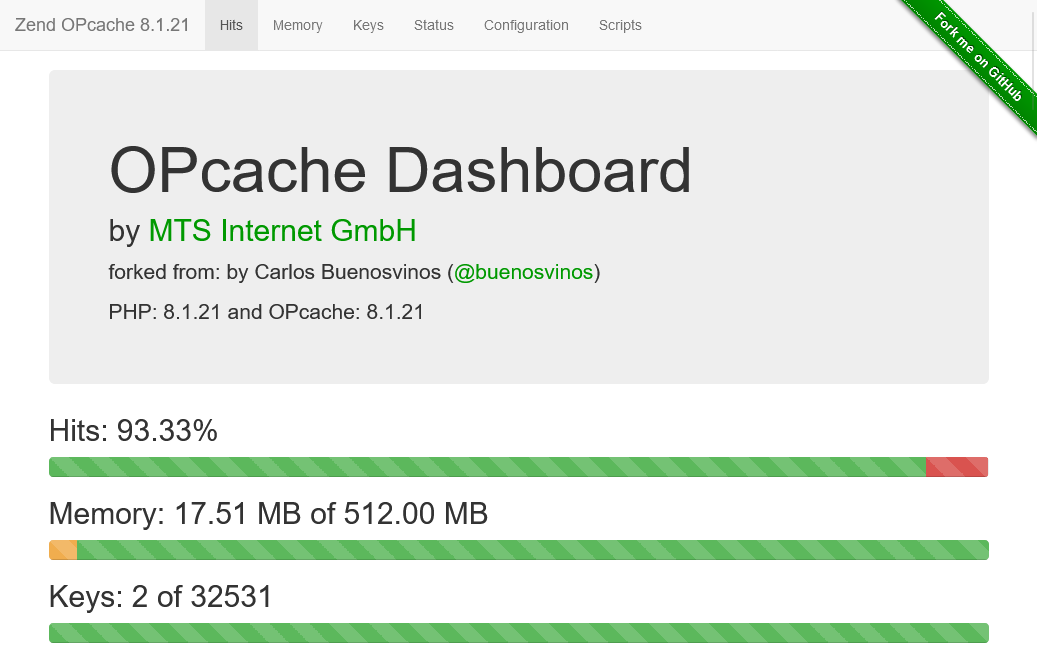 Zend OPcache 8.1.21 Hits Memory Keys Status Configuration Scripts
Fork me on GitHub
OPcache Dashboard
by MTS Internet GmbH
forked from: by Carlos Buenosvinos (@buenosvinos)
PHP: 8.1.21 and OPcache: 8.1.21
Hits: 93.33%
Memory: 17.51 MB of 512.00 MB
Keys: 2 of 32531